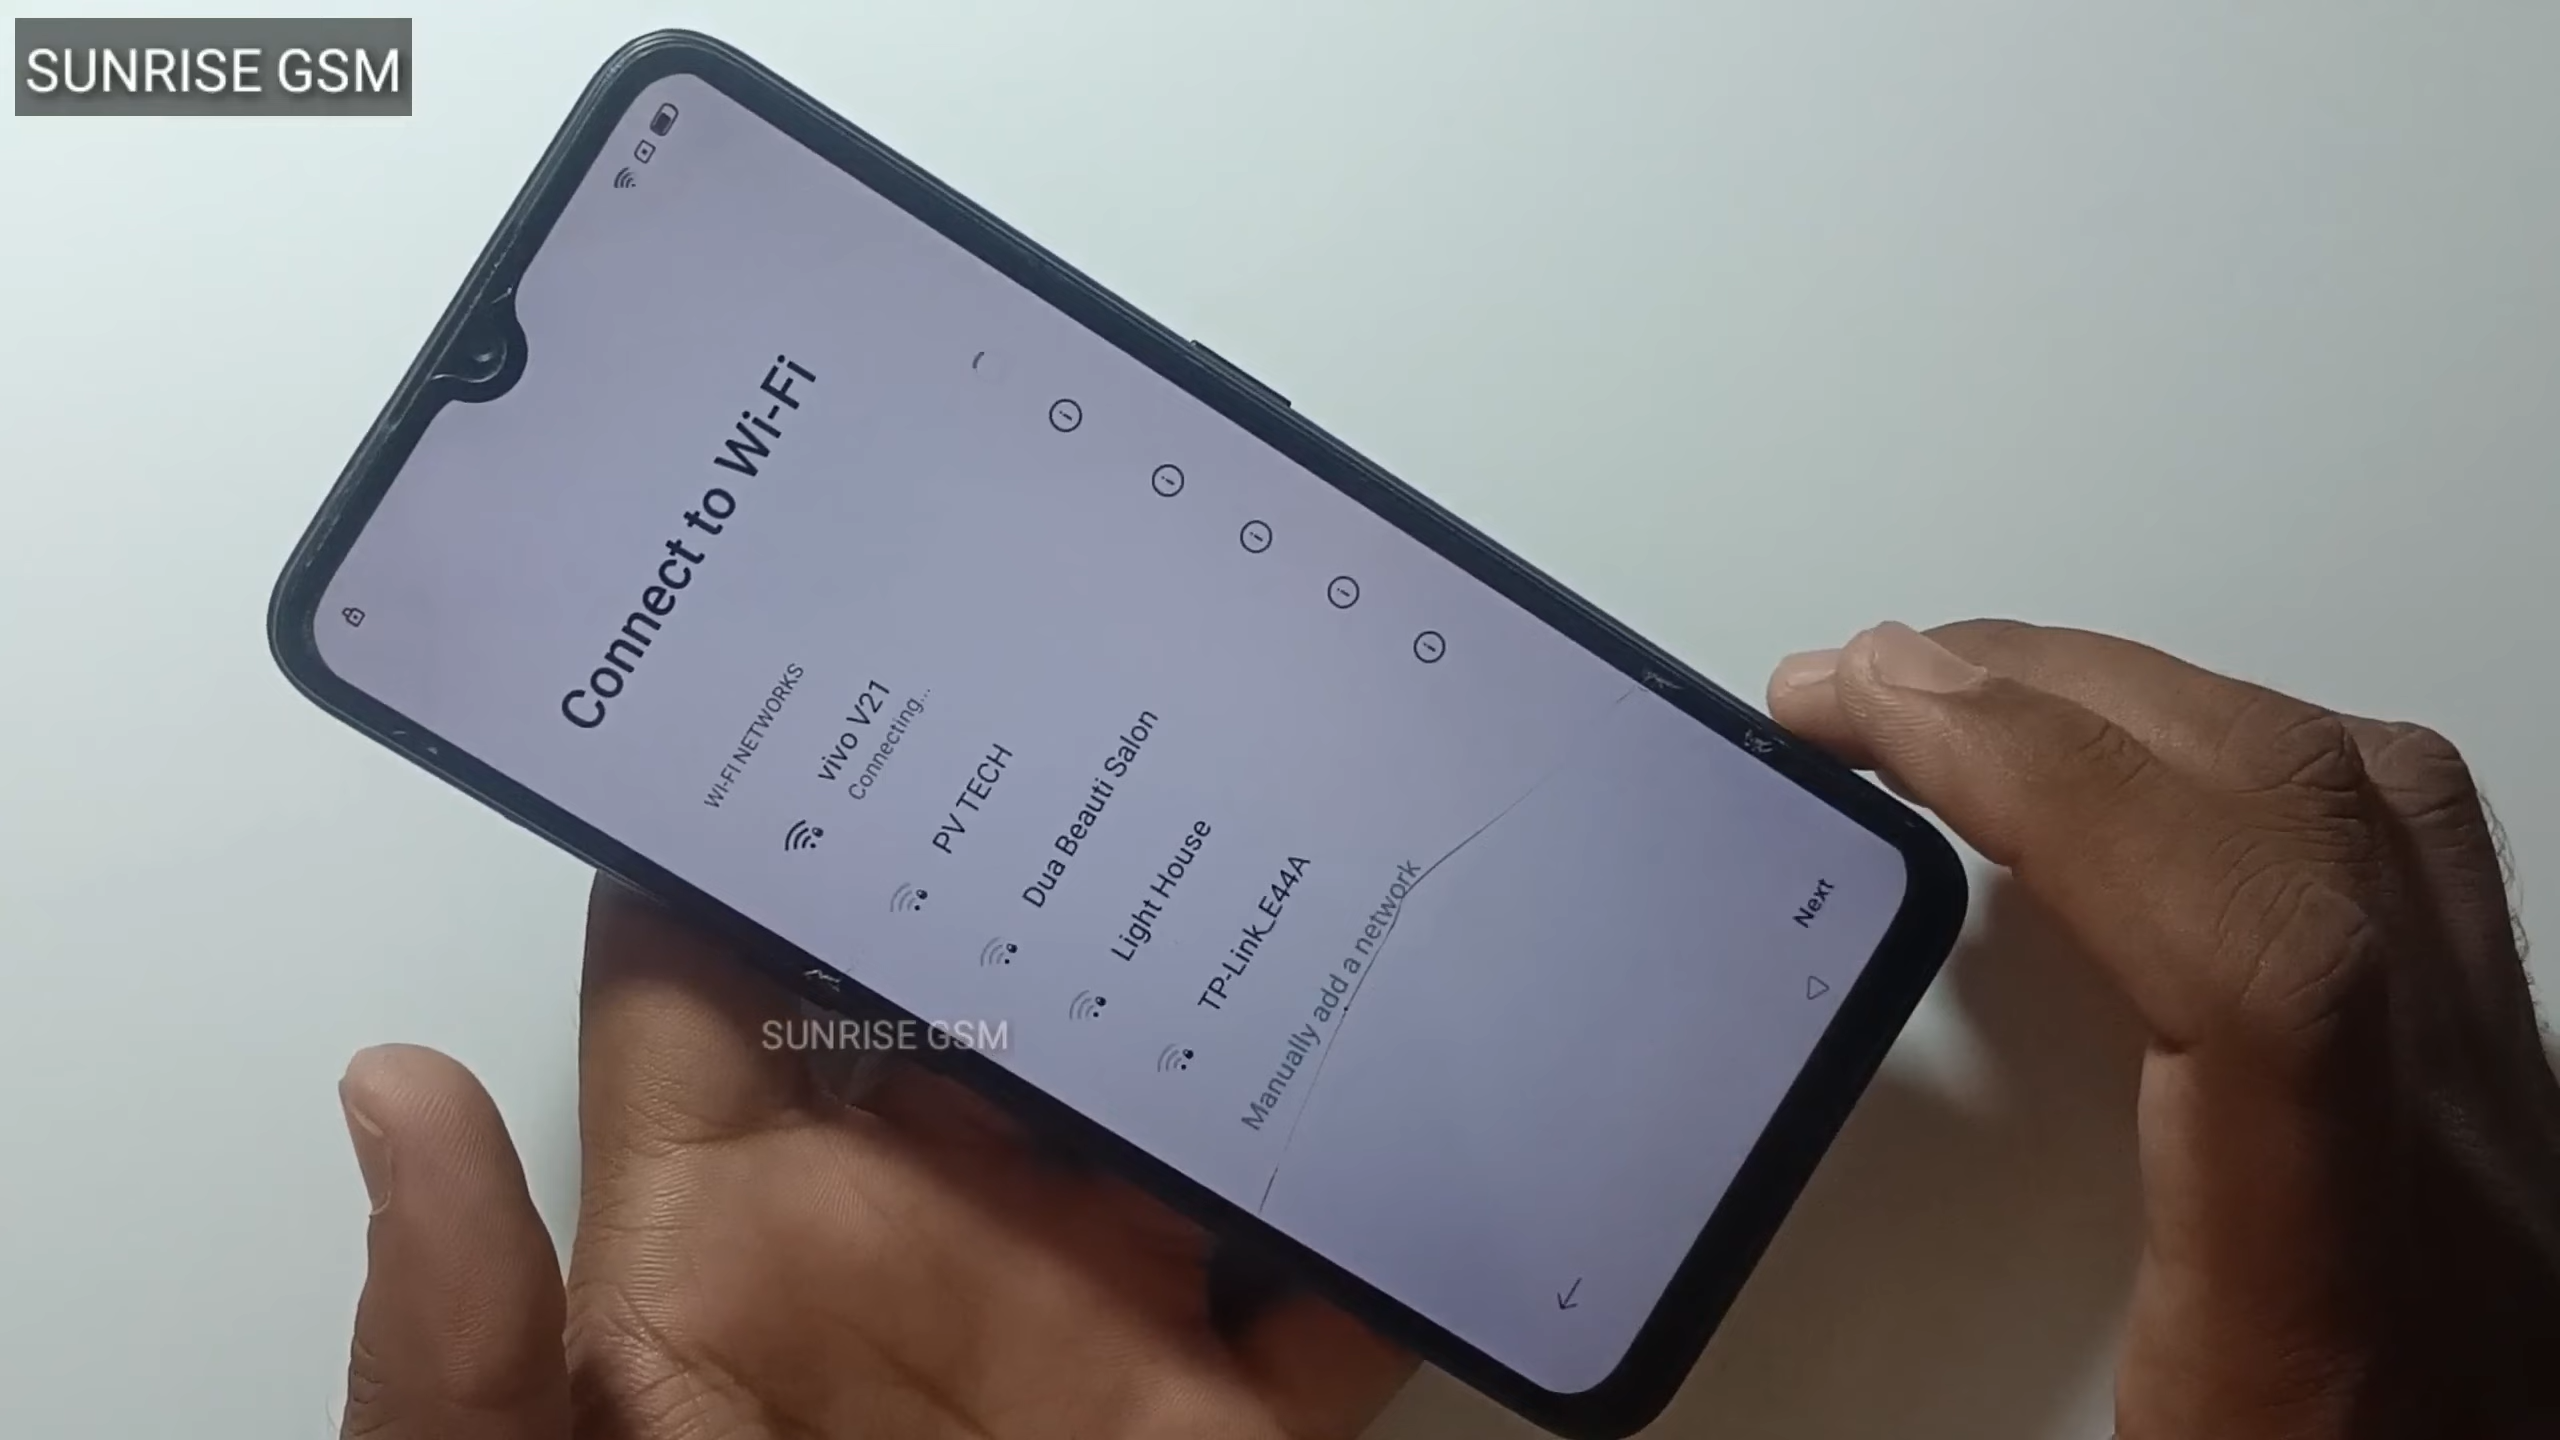 SUNRISE GSM
Connect to Wi-Fi
WI-FI NETWORKS
vivo V21
Connecting...
PV TECH
Dua Beauti Salon
Light House
TP-Link_E44A
Manually add a network
Next
SUNRISE GSM